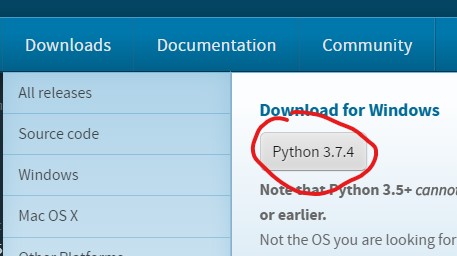 Downloads Documentation Community
All releases
Source code
Windows
Mac OS X
Other Platforms
Download for Windows
Python 3.7.4
Note that Python 3.5+ cannot
or earlier.
Not the OS you are looking for